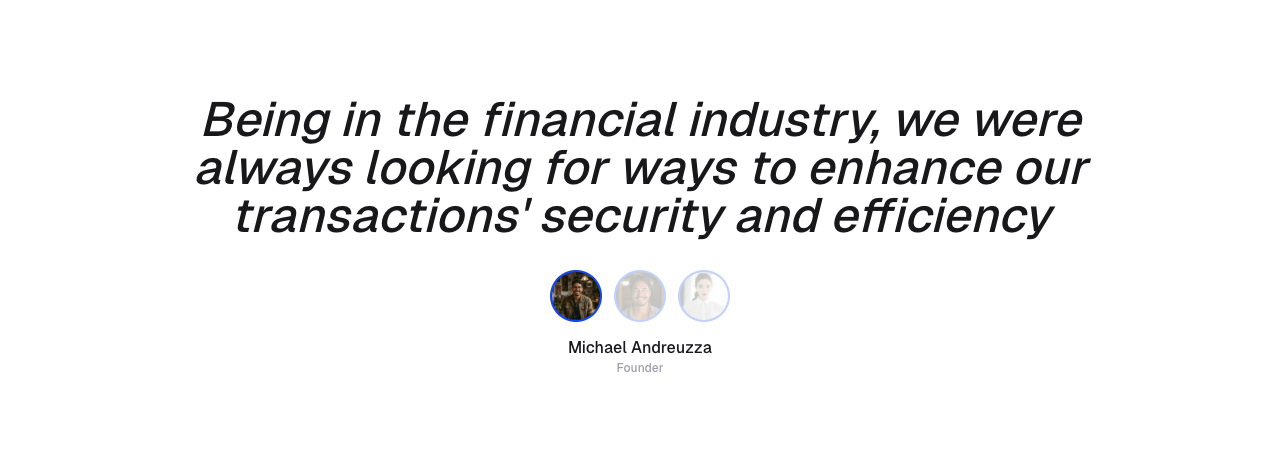 Being in the financial industry, we were
always looking for ways to enhance our
transactions' security and efficiency
Michael Andreuzza
Founder